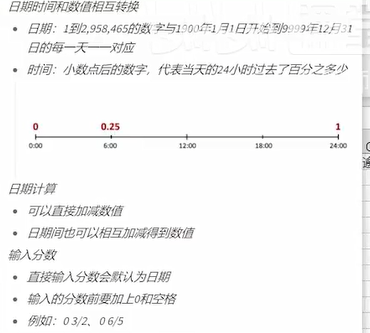 日期时间和数值相互转换
• 日期：1到2,958,465的数字与1900年1月1日开始到9999年12月31
日的每一天一一对应
• 时间：小数点后的数字，代表当天的24小时过去了百分之多少
0 0.25 1
0:00 6:00 12:00 18:00 24:00
日期计算
• 可以直接加减数值
• 日期间也可以相互加减得到数值
输入分数
• 直接输入分数会默认为日期
• 输入的分数前要加上0和空格
• 例如：0 3/2、0 6/5